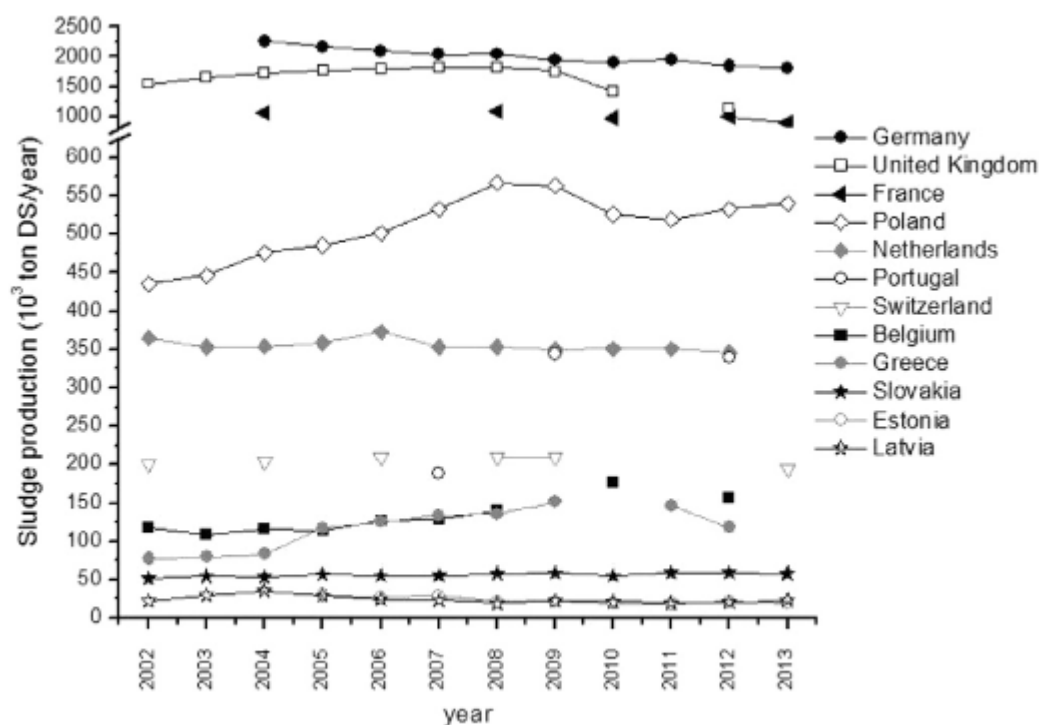 2500
2000
1500
1000
600
550
500
450
400
350
300
250
200
150
100
50
0
Sludge production (10³ ton DS/year)
2002
2003
2004
2005
2006
2007
2008
2009
2010
2011
2012
2013
year
Germany
United Kingdom
France
Poland
Netherlands
Portugal
Switzerland
Belgium
Greece
Slovakia
Estonia
Latvia